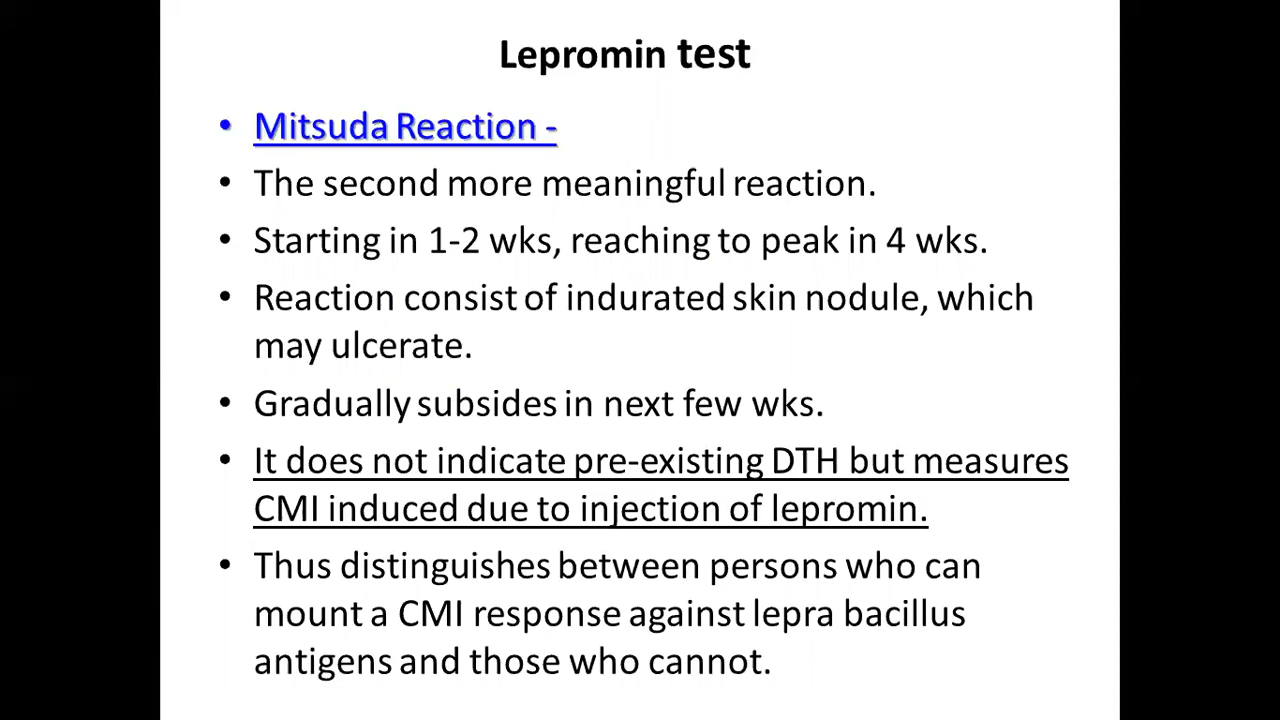 Lepromin test
• Mitsuda Reaction -
• The second more meaningful reaction.
• Starting in 1-2 wks, reaching to peak in 4 wks.
• Reaction consist of indurated skin nodule, which
may ulcerate.
• Gradually subsides in next few wks.
• It does not indicate pre-existing DTH but measures
CMI induced due to injection of lepromin.
• Thus distinguishes between persons who can
mount a CMI response against lepra bacillus
antigens and those who cannot.